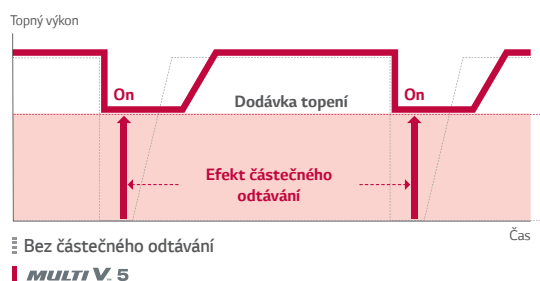 Topný výkon
On
On
Dodávka topení
Efekt částečného
odtávání
Čas
Bez částečného odtávání
MULTI V. 5